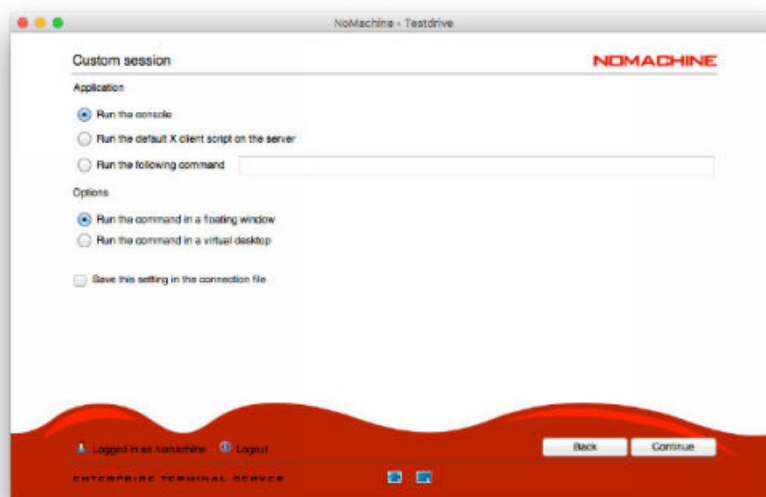 NoMachine - Testdrive
Custom session
NOMACHINE
Application
Run the console
Run the default X client script on the server
Run the following command
Options
Run the command in a floating window
Run the command in a virtual desktop
Save this setting in the connection file
Logged in as nomachine
Logout
Back
Continue
ENTERPRISE TERMINAL SERVER